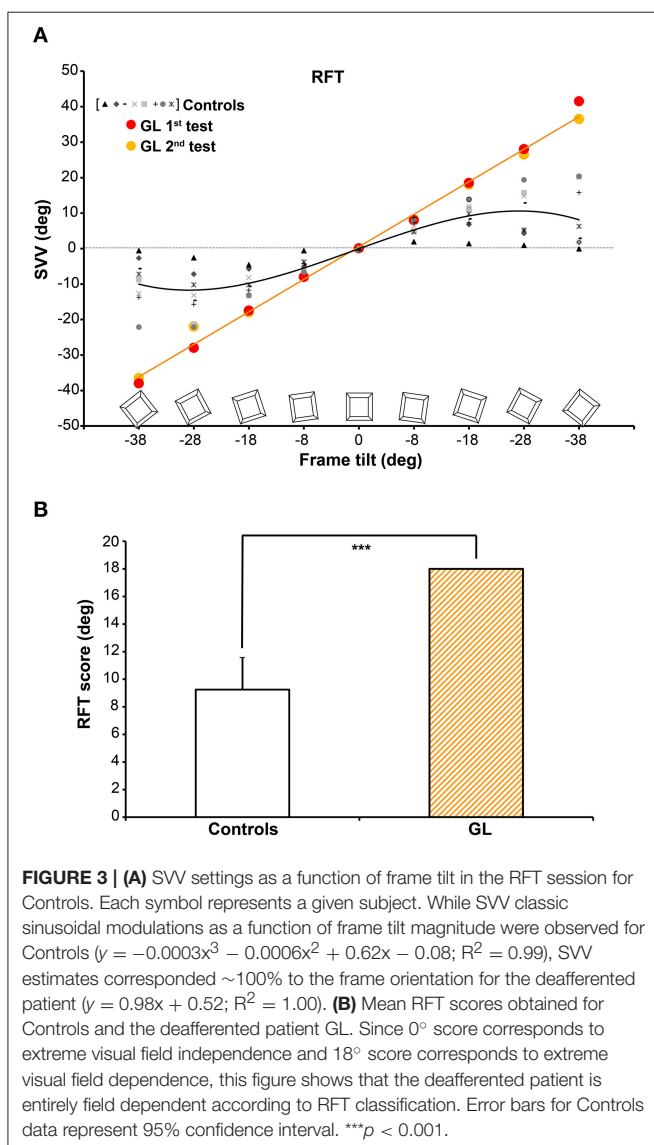 A
RFT
[▲ ◆ - × ■ + ● ж] Controls
GL 1st test
GL 2nd test
50
40
30
20
10
0
-10
-20
-30
-40
-50
SVV (deg)
-38 -28 -18 -8 0 -8 -18 -28 -38
Frame tilt (deg)
B
20
18
16
14
12
10
8
6
4
2
0
RFT score (deg)
***
Controls GL
FIGURE 3 | (A) SVV settings as a function of frame tilt in the RFT session for
Controls. Each symbol represents a given subject. While SVV classic
sinusoidal modulations as a function of frame tilt magnitude were observed for
Controls (y = −0.0003x³ − 0.0006x² + 0.62x − 0.08; R² = 0.99), SVV
estimates corresponded ~100% to the frame orientation for the deafferented
patient (y = 0.98x + 0.52; R² = 1.00). (B) Mean RFT scores obtained for
Controls and the deafferented patient GL. Since 0° score corresponds to
extreme visual field independence and 18° score corresponds to extreme
visual field dependence, this figure shows that the deafferented patient is
entirely field dependent according to RFT classification. Error bars for Controls
data represent 95% confidence interval. ***p < 0.001.